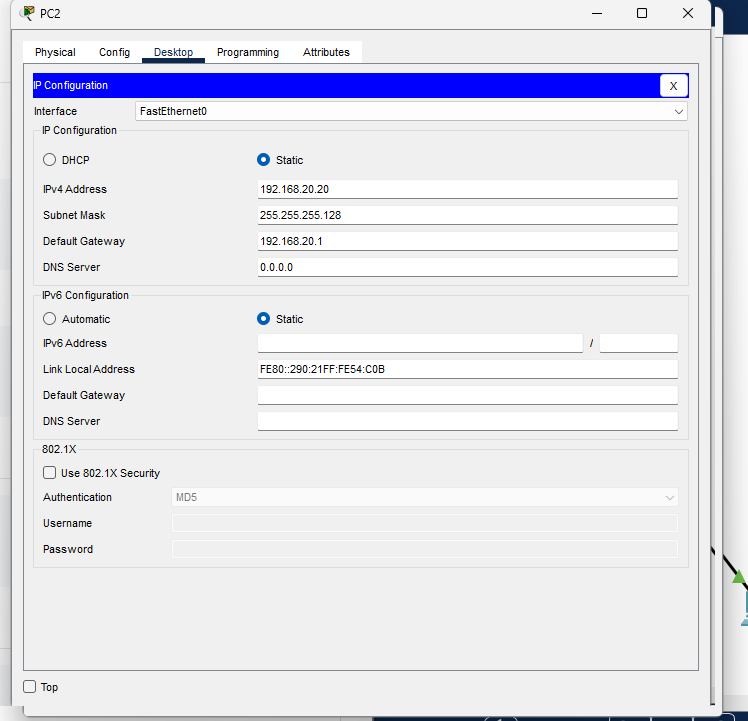 PC2
Physical Config Desktop Programming Attributes
IP Configuration X
Interface FastEthernet0
IP Configuration
DHCP Static
IPv4 Address 192.168.20.20
Subnet Mask 255.255.255.128
Default Gateway 192.168.20.1
DNS Server 0.0.0.0
IPv6 Configuration
Automatic Static
IPv6 Address /
Link Local Address FE80::290:21FF:FE54:C0B
Default Gateway
DNS Server
802.1X
Use 802.1X Security
Authentication MD5
Username
Password
Top